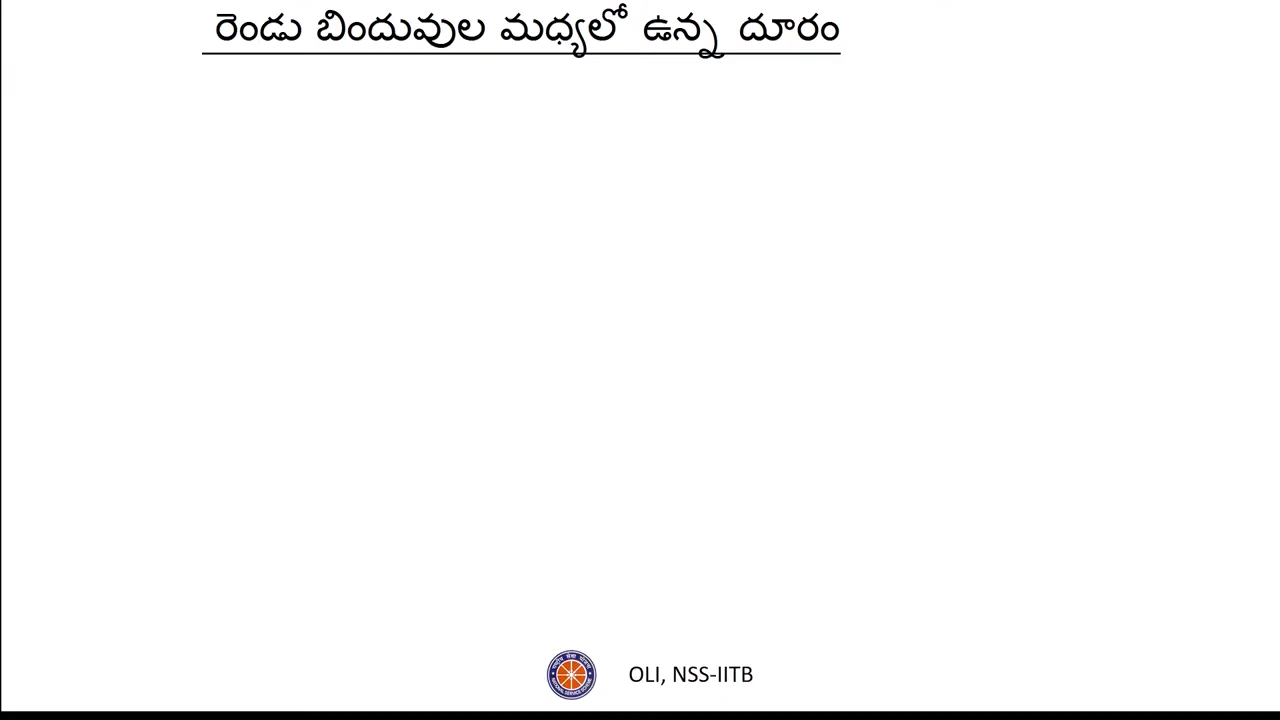 రెండు బిందువుల మధ్యలో ఉన్న దూరం
OLI, NSS-IITB